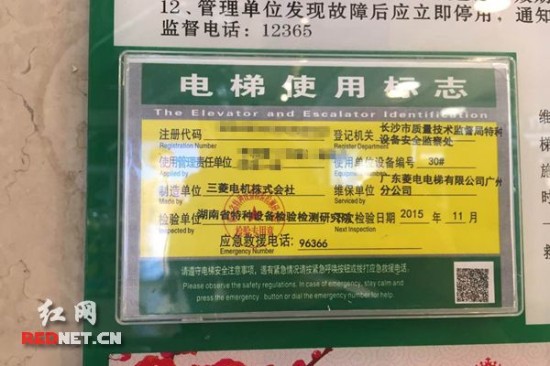 12、管理单位发现故障后应立即停用，通知
监督电话：12365
电梯使用标志
The Elevator and Escalator Identification
注册代码
Registration Number
登记机关
Register Department
长沙市质量技术监督局特种
设备安全监察处
使用管理责任单位
Applied by
使用单位设备编号 30#
制造单位 三菱电机株式会社
Made by
维保单位 广东菱电电梯有限公司广州
分公司
检验单位 湖南省特种设备检验检测研究院
Inspected by
下次检验日期 2015 年 11 月
Next Inspection
检验专用章
应急救援电话：96366
Emergency Number
请遵守电梯安全注意事项，遇有紧急情况请按紧急呼唤按钮或拨打应急救援电话。
Please observe the safety regulations. In case of emergency, stay calm and
press the emergency button or dial the emergency number for help.
红网
REDNET.CN